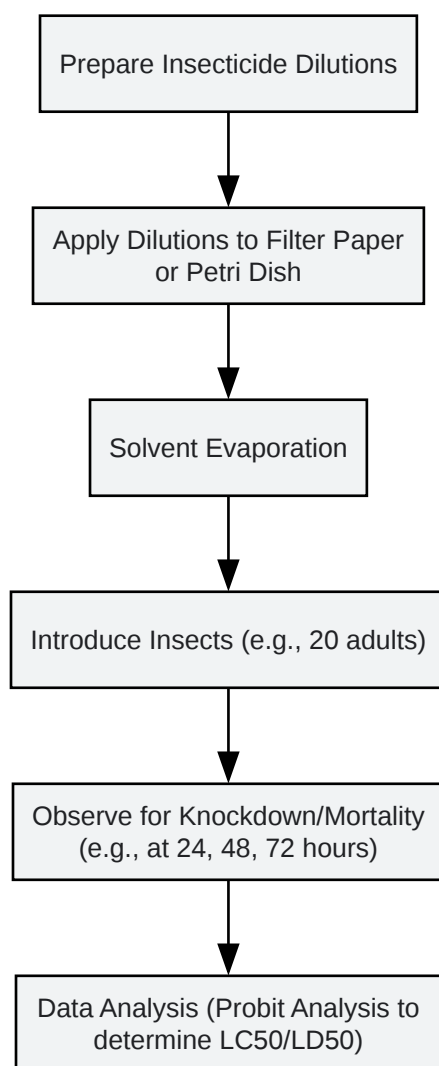 Prepare Insecticide Dilutions
Apply Dilutions to Filter Paper
or Petri Dish
Solvent Evaporation
Introduce Insects (e.g., 20 adults)
Observe for Knockdown/Mortality
(e.g., at 24, 48, 72 hours)
Data Analysis (Probit Analysis to
determine LC50/LD50)